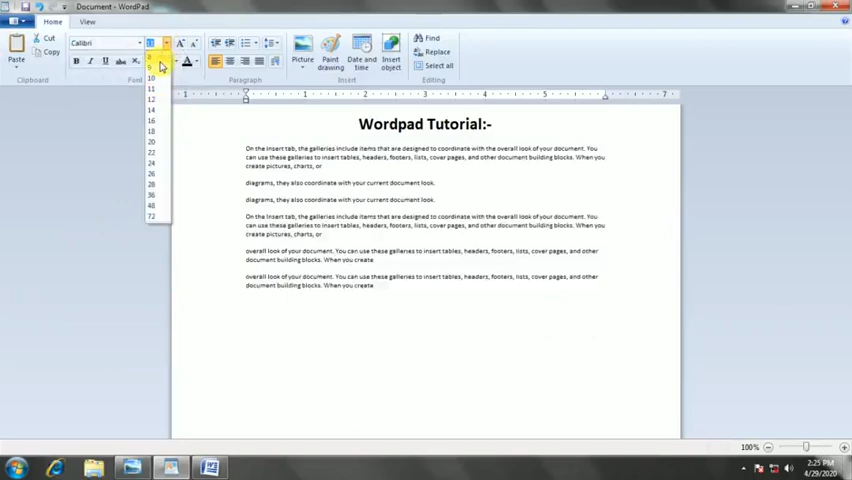 Document - WordPad
Home View
Cut
Copy
Paste
Clipboard
Calibri
11
Font
Paragraph
Picture
Paint drawing
Date and time
Insert object
Insert
Find
Replace
Select all
Editing
8
9
10
11
12
14
16
18
20
22
24
26
28
36
48
72
1 1 2 3 4 5 6 7
Wordpad Tutorial:-
On the Insert tab, the galleries include items that are designed to coordinate with the overall look of your document. You
can use these galleries to insert tables, headers, footers, lists, cover pages, and other document building blocks. When you
create pictures, charts, or
diagrams, they also coordinate with your current document look.
diagrams, they also coordinate with your current document look.
On the Insert tab, the galleries include items that are designed to coordinate with the overall look of your document. You
can use these galleries to insert tables, headers, footers, lists, cover pages, and other document building blocks. When you
create pictures, charts, or
overall look of your document. You can use these galleries to insert tables, headers, footers, lists, cover pages, and other
document building blocks. When you create
overall look of your document. You can use these galleries to insert tables, headers, footers, lists, cover pages, and other
document building blocks. When you create
100%
2:25 PM
4/29/2020